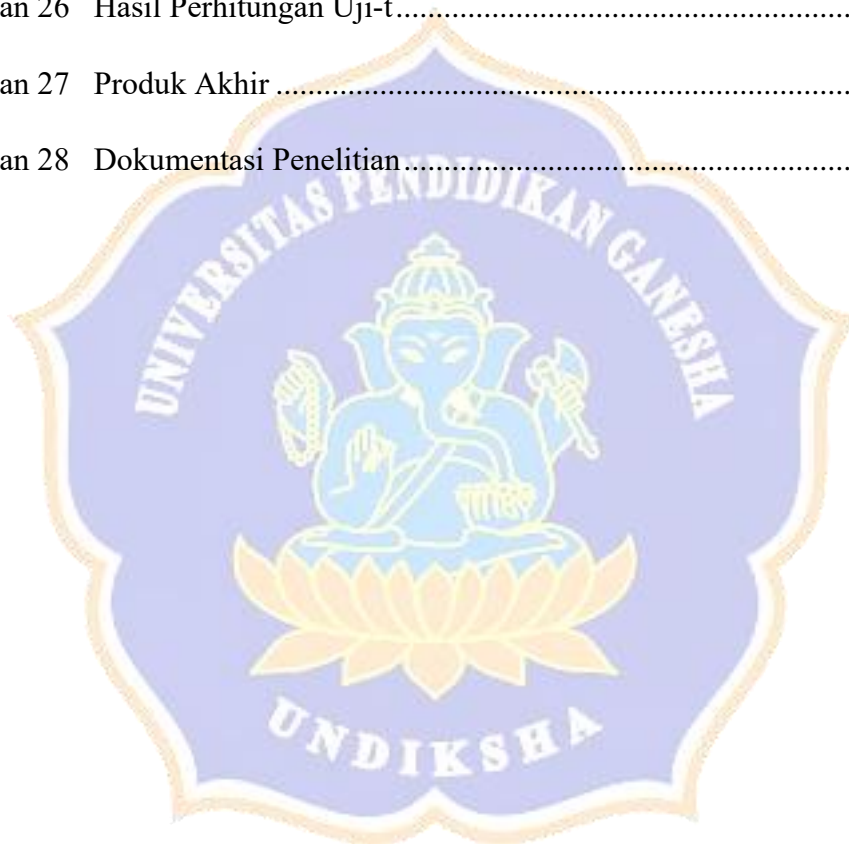 an 26 Hasil Perhitungan Uji-t................................................................
an 27 Produk Akhir................................................................................
an 28 Dokumentasi Penelitian...............................................................
UNIVERSITAS PENDIDIKAN GANESHA
UNDIKSHA